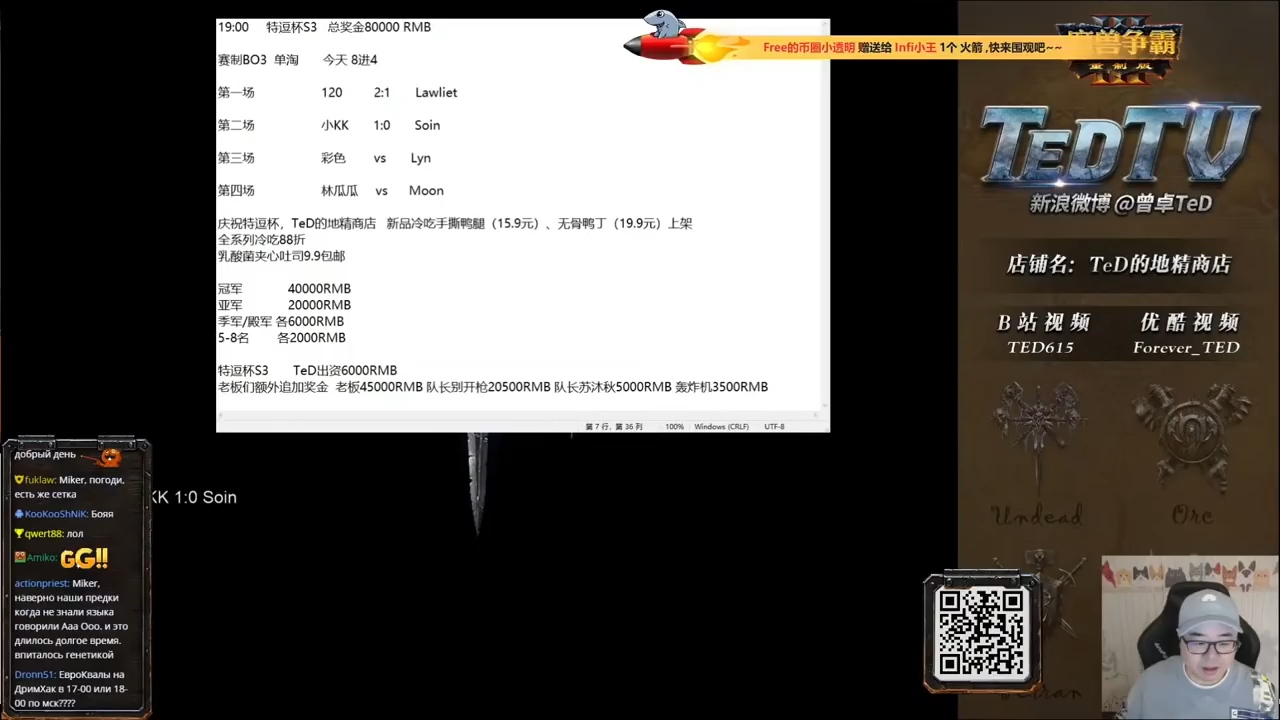 19:00 特逗杯S3 总奖金80000 RMB
赛制BO3 单淘 今天 8进4
第一场 120 2:1 Lawliet
第二场 小KK 1:0 Soin
第三场 彩色 vs Lyn
第四场 林瓜瓜 vs Moon
庆祝特逗杯，TeD的地精商店 新品冷吃手撕鸭腿（15.9元）、无骨鸭丁（19.9元）上架
全系列冷吃88折
乳酸菌夹心吐司9.9包邮
冠军 40000RMB
亚军 20000RMB
季军/殿军 各6000RMB
5-8名 各2000RMB
特逗杯S3 TeD出资6000RMB
老板们额外追加奖金 老板45000RMB 队长别开枪20500RMB 队长苏沐秋5000RMB 轰炸机3500RMB
第 7 行，第 36 列 100% Windows (CRLF) UTF-8
Free的币圈小透明 赠送给 Infi小王 1个 火箭 ,快来围观吧~~
魔兽争霸
III
重制版
TeDTV
新浪微博 @曾卓TeD
店铺名：TeD的地精商店
B站视频 优酷视频
TED615 Forever_TED
Undead Orc
KK 1:0 Soin
добрый день
fuklaw: Miker, погоди,
есть же сетка
KooKooShNiK: Бояя
qwert88: лол
Amiko: GG!!
actionpriest: Miker,
наверно наши предки
когда не знали языка
говорили Ааа Ооо. и это
длилось долгое время.
впиталось генетикой
Dronn51: ЕвроКвалы на
ДримХак в 17-00 или 18-
00 по мск????